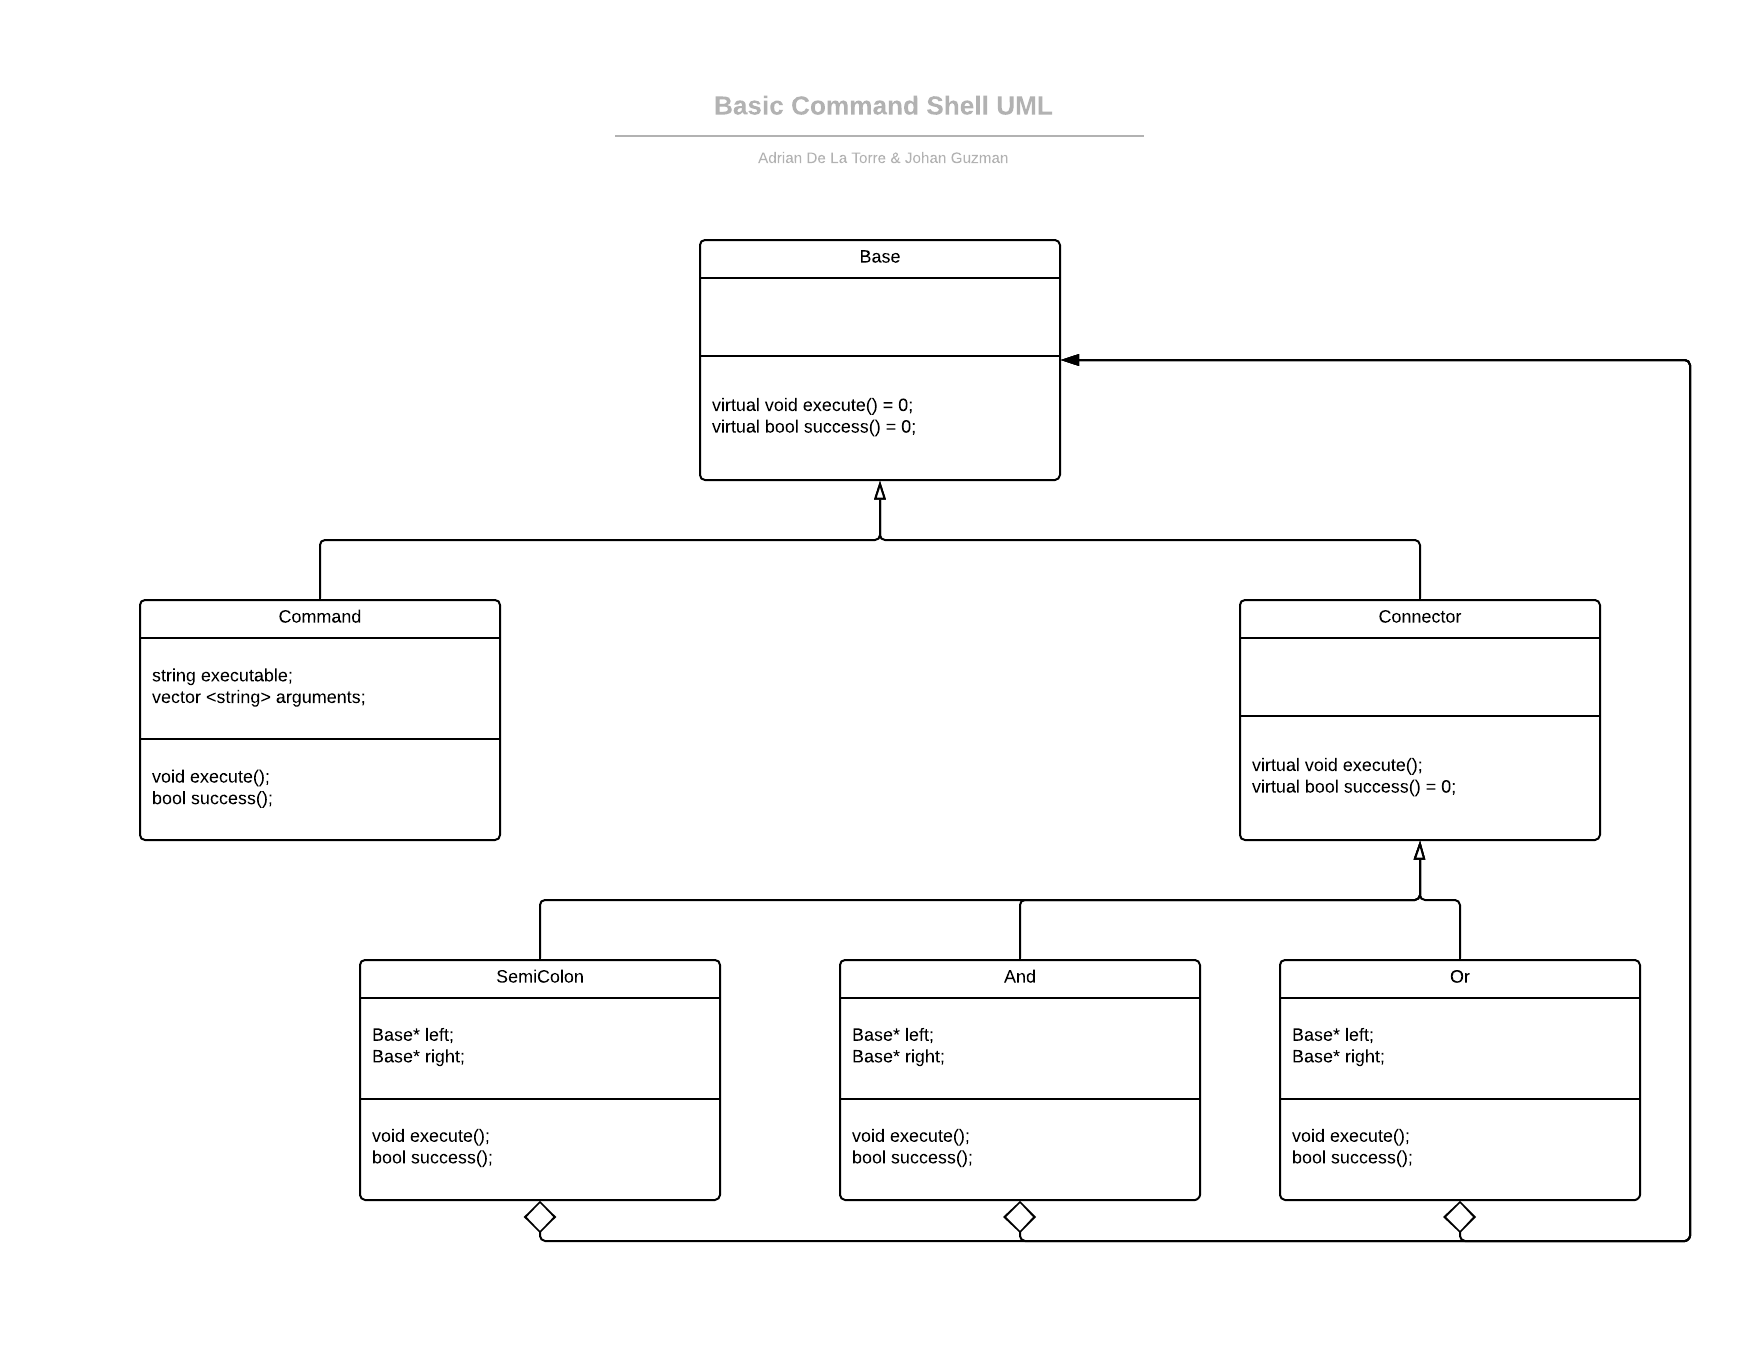 Basic Command Shell UML
Adrian De La Torre & Johan Guzman
Base
virtual void execute() = 0;
virtual bool success() = 0;
Command
string executable;
vector <string> arguments;
void execute();
bool success();
Connector
virtual void execute();
virtual bool success() = 0;
SemiColon
Base* left;
Base* right;
void execute();
bool success();
And
Base* left;
Base* right;
void execute();
bool success();
Or
Base* left;
Base* right;
void execute();
bool success();